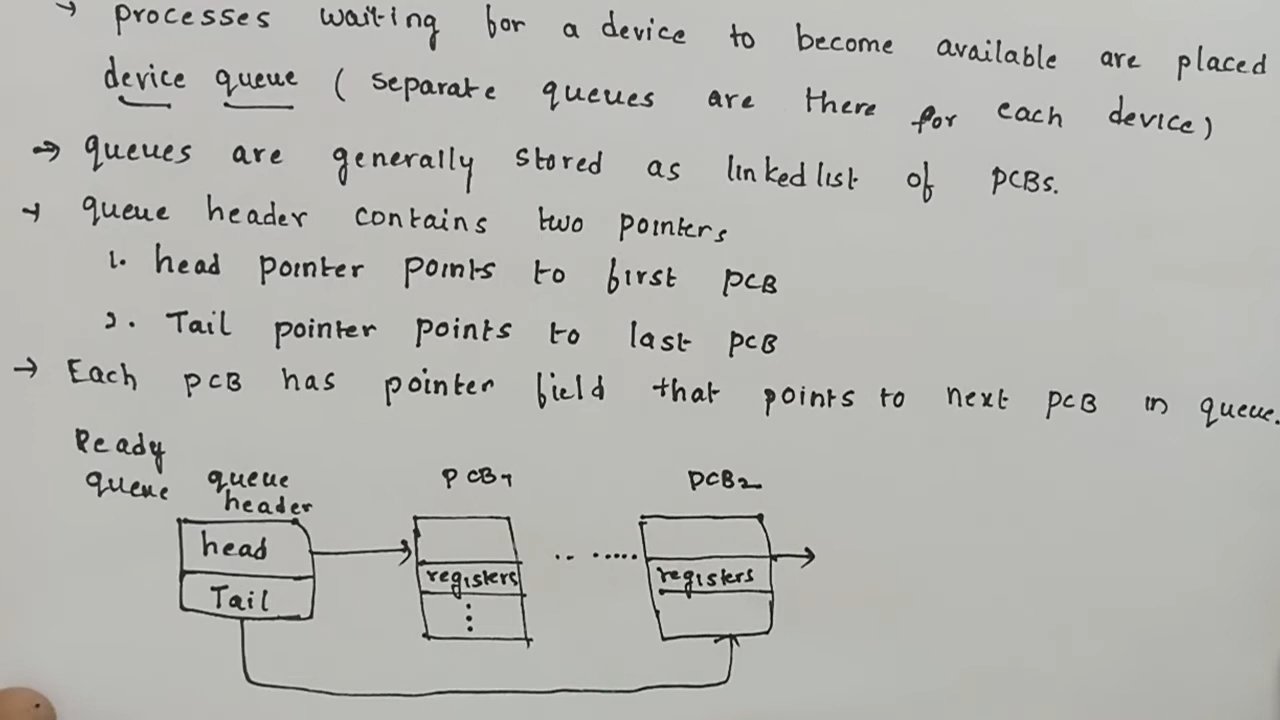 → processes waiting for a device to become available are placed
device queue ( separate queues are there for each device)
⇒ queues are generally stored as linkedlist of PCBs.
→ queue header contains two pointers
1. head pointer points to first PCB
2. Tail pointer points to last PCB
→ Each PCB has pointer field that points to next PCB in queue.
Ready
queue
queue
header
PCB1
PCB2
head
Tail
registers
registers